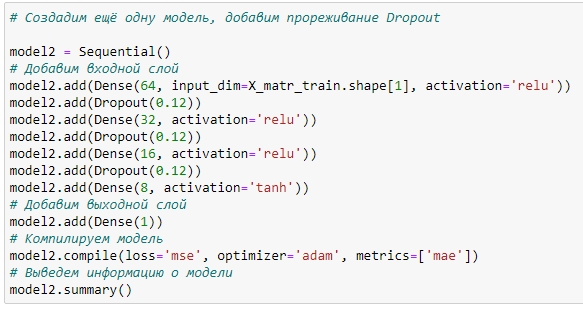 # Создадим ещё одну модель, добавим прореживание Dropout
model2 = Sequential()
# Добавим входной слой
model2.add(Dense(64, input_dim=X_matr_train.shape[1], activation='relu'))
model2.add(Dropout(0.12))
model2.add(Dense(32, activation='relu'))
model2.add(Dropout(0.12))
model2.add(Dense(16, activation='relu'))
model2.add(Dropout(0.12))
model2.add(Dense(8, activation='tanh'))
# Добавим выходной слой
model2.add(Dense(1))
# Компилируем модель
model2.compile(loss='mse', optimizer='adam', metrics=['mae'])
# Выведем информацию о модели
model2.summary()